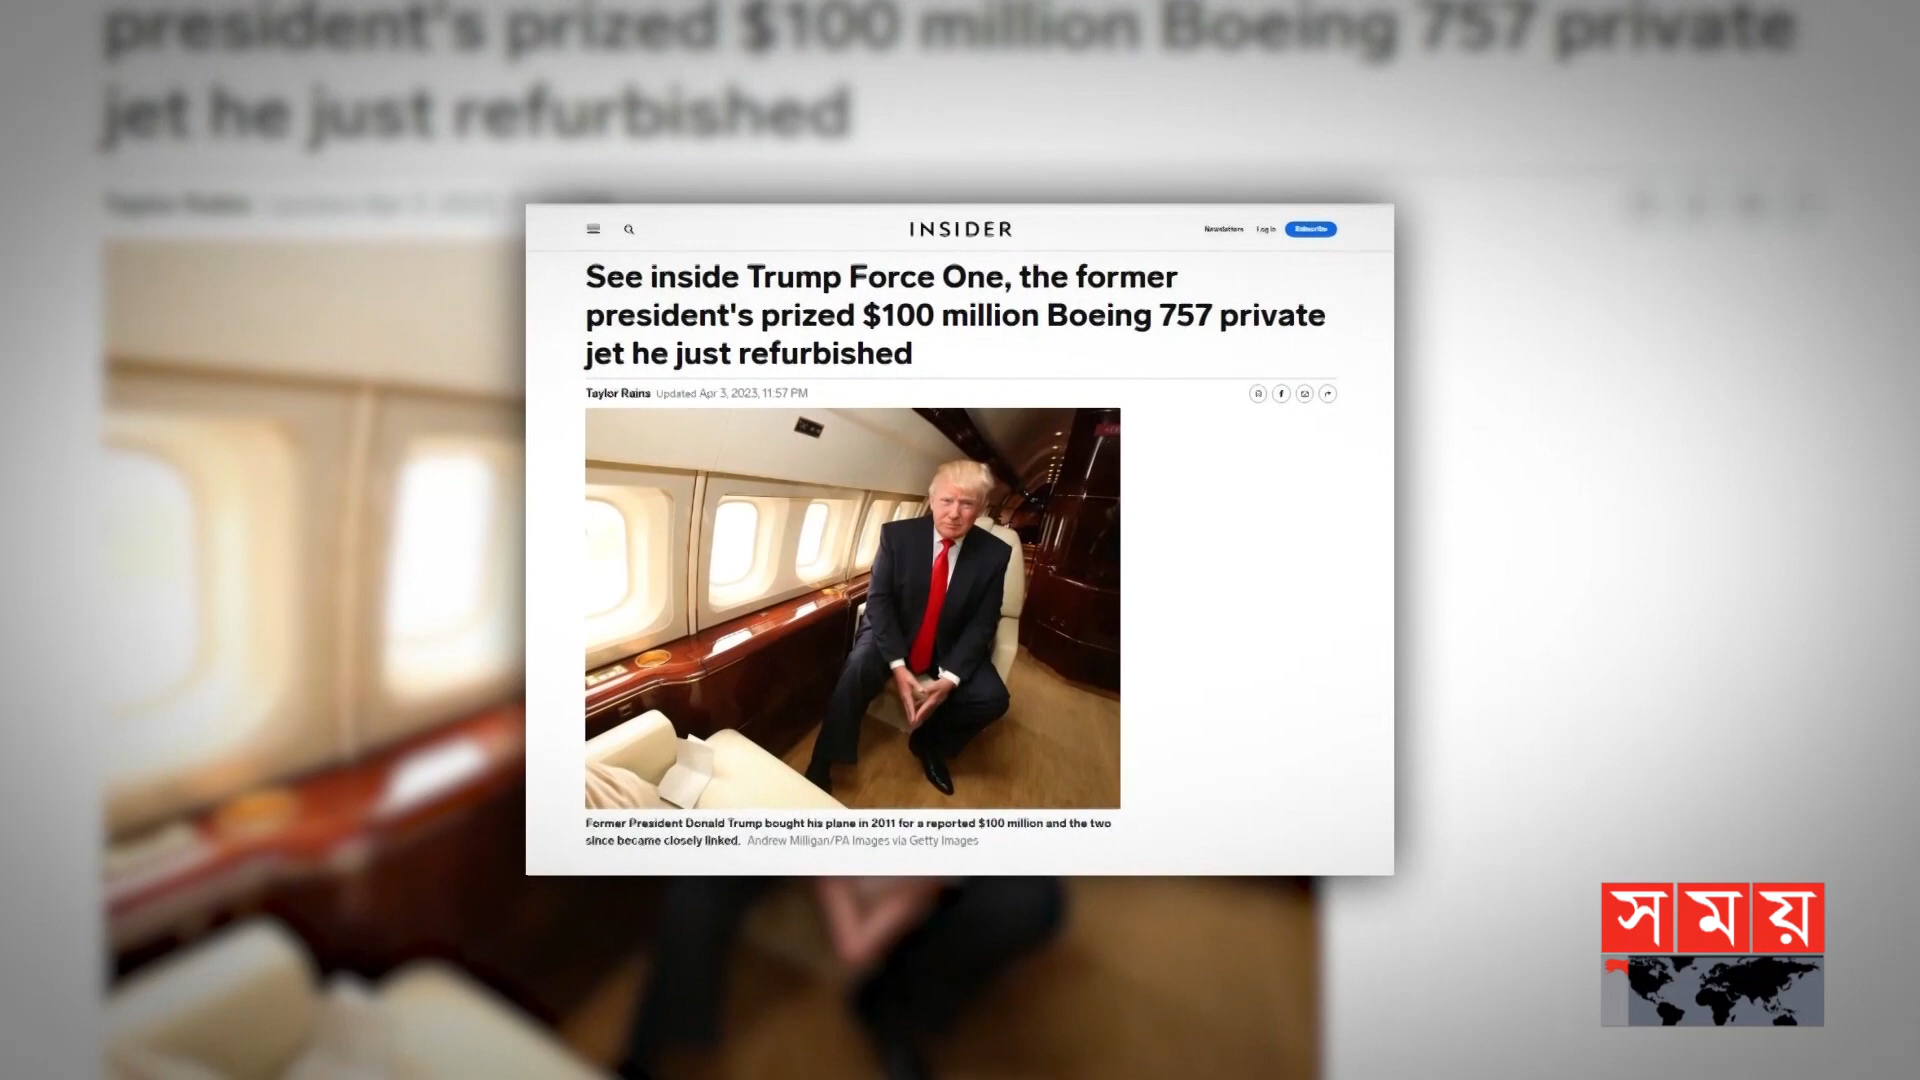 president's prized $100 million Boeing 757 private
jet he just refurbished
Taylor Rains
INSIDER
Newsletters Log in Subscribe
See inside Trump Force One, the former
president's prized $100 million Boeing 757 private
jet he just refurbished
Taylor Rains Updated Apr 3, 2023, 11:57 PM
Former President Donald Trump bought his plane in 2011 for a reported $100 million and the two
since became closely linked. Andrew Milligan/PA Images via Getty Images
সময়